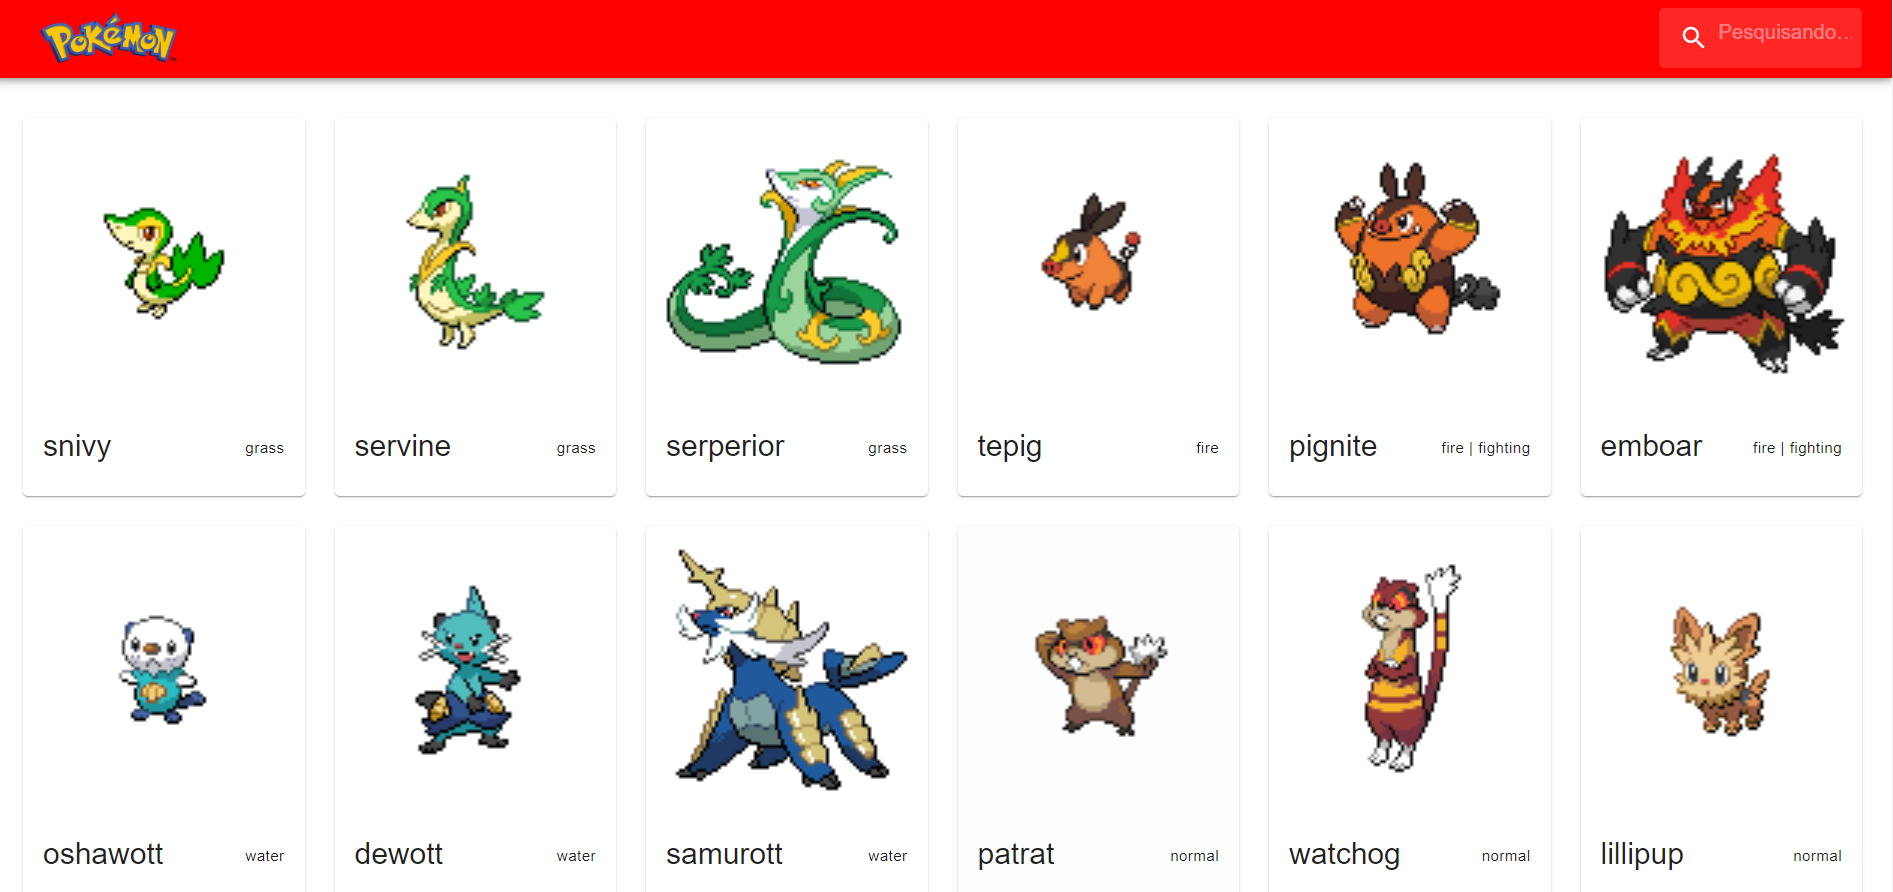 POKéMON
Pesquisando...
snivy grass
servine grass
serperior grass
tepig fire
pignite fire | fighting
emboar fire | fighting
oshawott water
dewott water
samurott water
patrat normal
watchog normal
lillipup normal